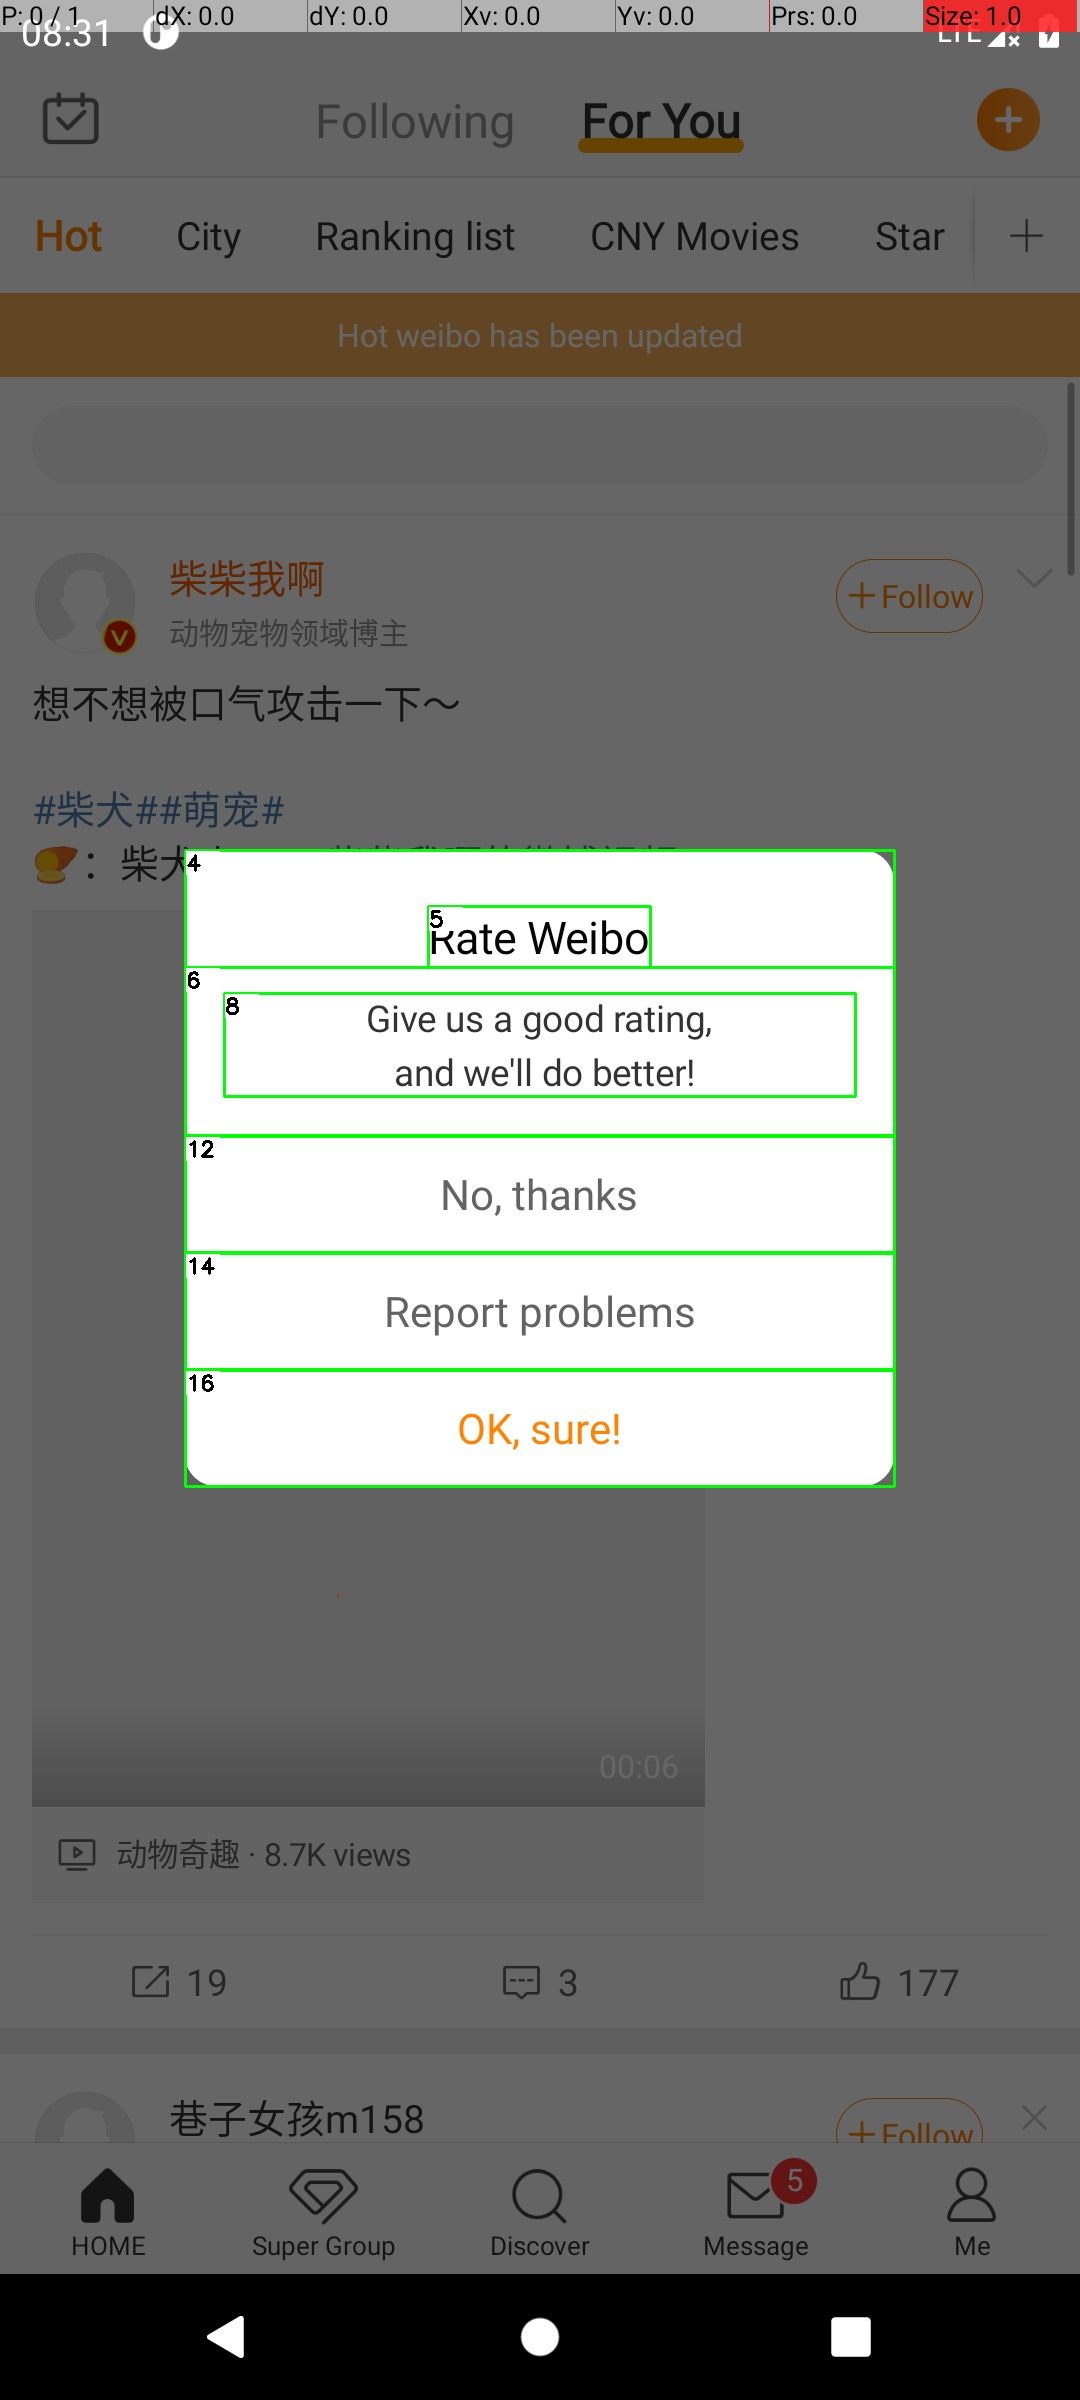 P: 0 / 1 dX: 0.0 dY: 0.0 Xv: 0.0 Yv: 0.0 Prs: 0.0 Size: 1.0
08:31 LTE
Following For You
Hot City Ranking list CNY Movies Star
Hot weibo has been updated
柴柴我啊
动物宠物领域博主
+Follow
想不想被口气攻击一下～
#柴犬##萌宠#
：柴犬
4
5
Rate Weibo
6
8
Give us a good rating,
and we'll do better!
12
No, thanks
14
Report problems
16
OK, sure!
00:06
动物奇趣 · 8.7K views
19 3 177
巷子女孩m158
+Follow
5
HOME Super Group Discover Message Me